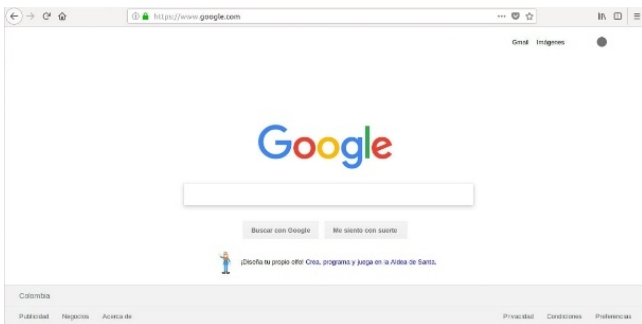 https://www.google.com
Gmail Imágenes
Google
Buscar con Google Me siento con suerte
¡Diseña tu propio elfo! Crea, programa y juega en la Aldea de Santa.
Colombia
Publicidad Negocios Acerca de Privacidad Condiciones Preferencias